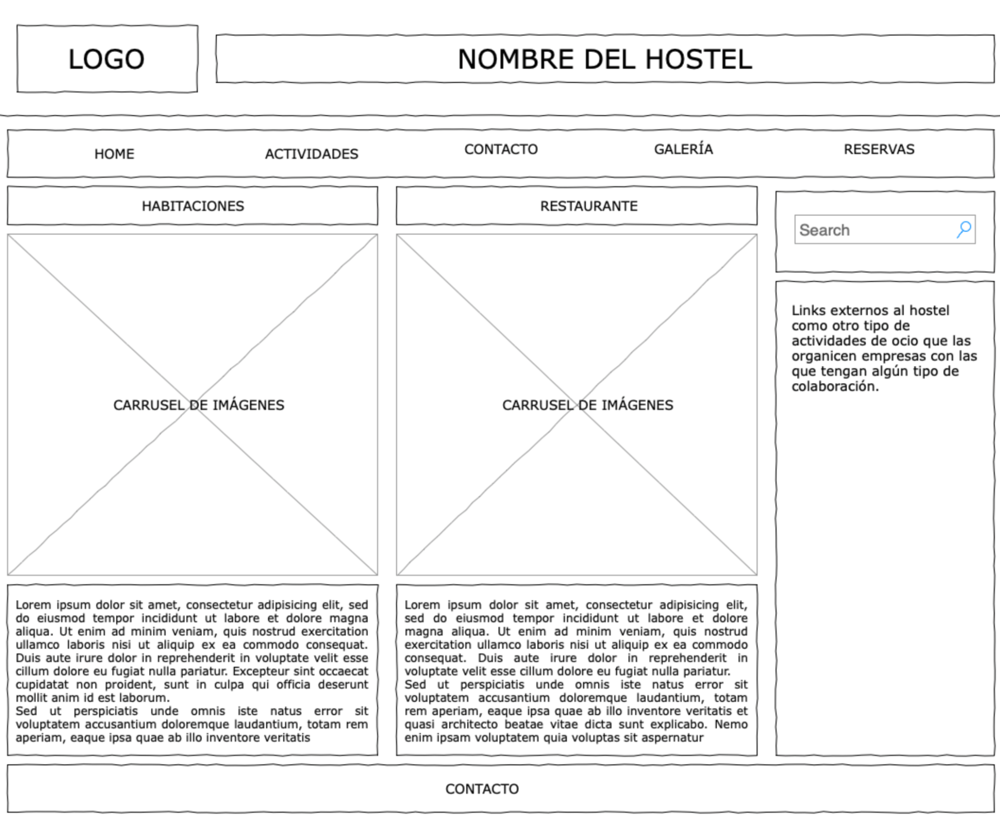 LOGO
NOMBRE DEL HOSTEL
HOME
ACTIVIDADES
CONTACTO
GALERÍA
RESERVAS
HABITACIONES
RESTAURANTE
Search
CARRUSEL DE IMÁGENES
CARRUSEL DE IMÁGENES
Links externos al hostel
como otro tipo de
actividades de ocio que las
organicen empresas con las
que tengan algún tipo de
colaboración.
Lorem ipsum dolor sit amet, consectetur adipisicing elit, sed
do eiusmod tempor incididunt ut labore et dolore magna
aliqua. Ut enim ad minim veniam, quis nostrud exercitation
ullamco laboris nisi ut aliquip ex ea commodo consequat.
Duis aute irure dolor in reprehenderit in voluptate velit esse
cillum dolore eu fugiat nulla pariatur. Excepteur sint occaecat
cupidatat non proident, sunt in culpa qui officia deserunt
mollit anim id est laborum.
Sed ut perspiciatis unde omnis iste natus error sit
voluptatem accusantium doloremque laudantium, totam rem
aperiam, eaque ipsa quae ab illo inventore veritatis
Lorem ipsum dolor sit amet, consectetur adipisicing elit,
sed do eiusmod tempor incididunt ut labore et dolore
magna aliqua. Ut enim ad minim veniam, quis nostrud
exercitation ullamco laboris nisi ut aliquip ex ea commodo
consequat. Duis aute irure dolor in reprehenderit in
voluptate velit esse cillum dolore eu fugiat nulla pariatur.
Sed ut perspiciatis unde omnis iste natus error sit
voluptatem accusantium doloremque laudantium, totam
rem aperiam, eaque ipsa quae ab illo inventore veritatis et
quasi architecto beatae vitae dicta sunt explicabo. Nemo
enim ipsam voluptatem quia voluptas sit aspernatur
CONTACTO